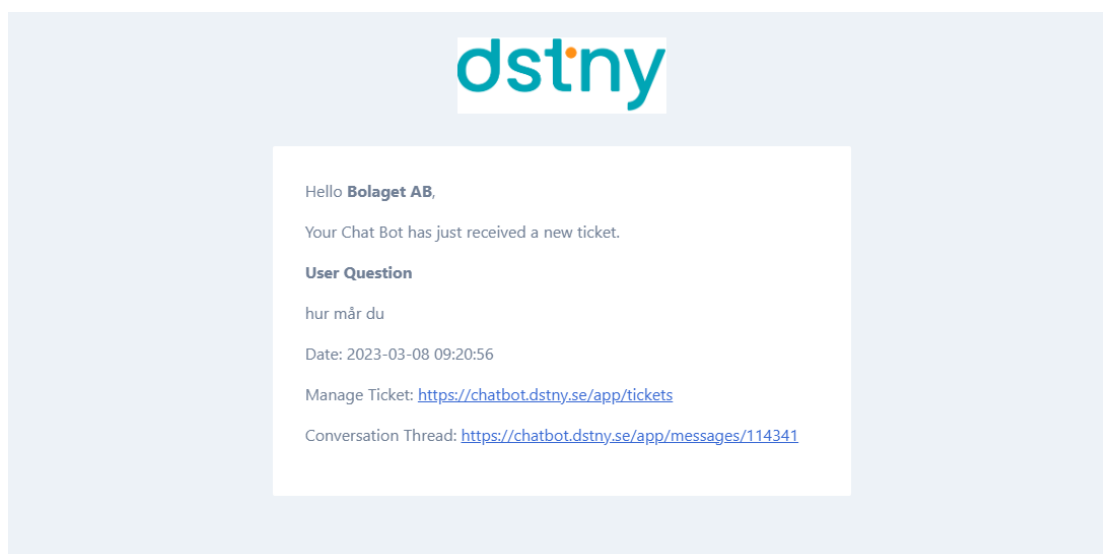 dstny
Hello Bolaget AB,
Your Chat Bot has just received a new ticket.
User Question
hur mår du
Date: 2023-03-08 09:20:56
Manage Ticket: https://chatbot.dstny.se/app/tickets
Conversation Thread: https://chatbot.dstny.se/app/messages/114341